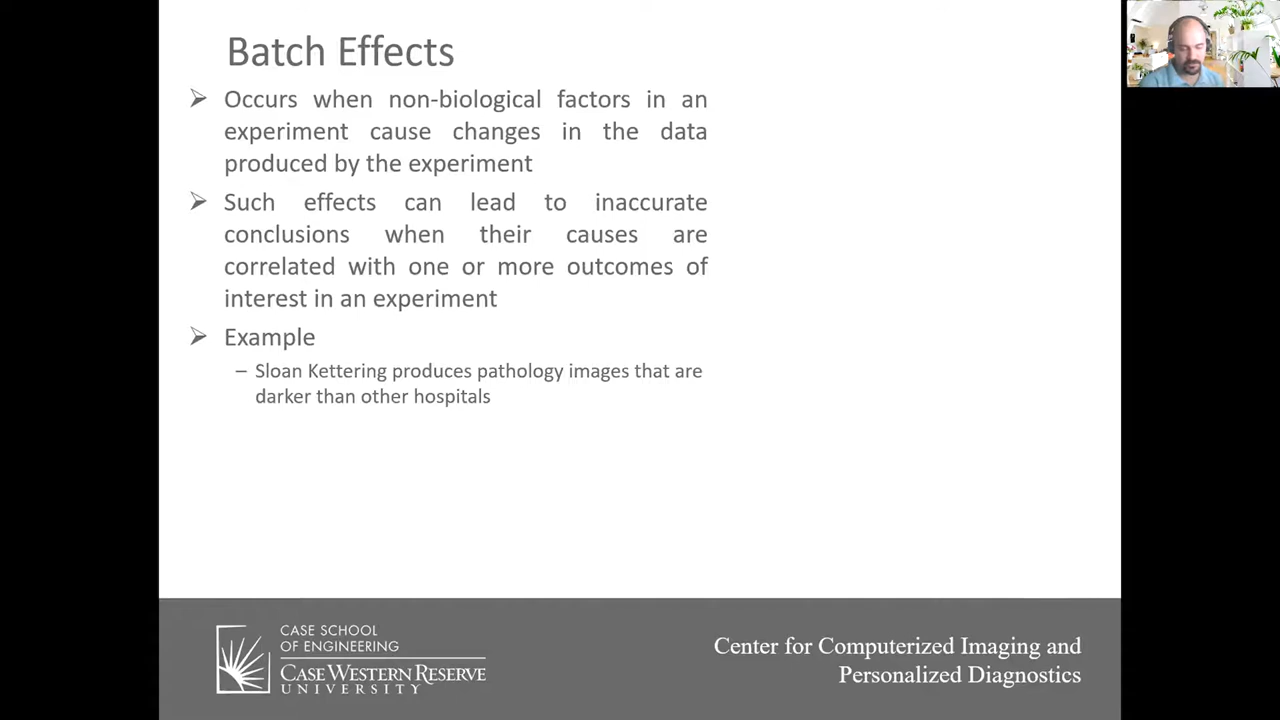 Batch Effects
➢ Occurs when non-biological factors in an
experiment cause changes in the data
produced by the experiment
➢ Such effects can lead to inaccurate
conclusions when their causes are
correlated with one or more outcomes of
interest in an experiment
➢ Example
– Sloan Kettering produces pathology images that are
darker than other hospitals
CASE SCHOOL
OF ENGINEERING
CASE WESTERN RESERVE
UNIVERSITY
Center for Computerized Imaging and
Personalized Diagnostics